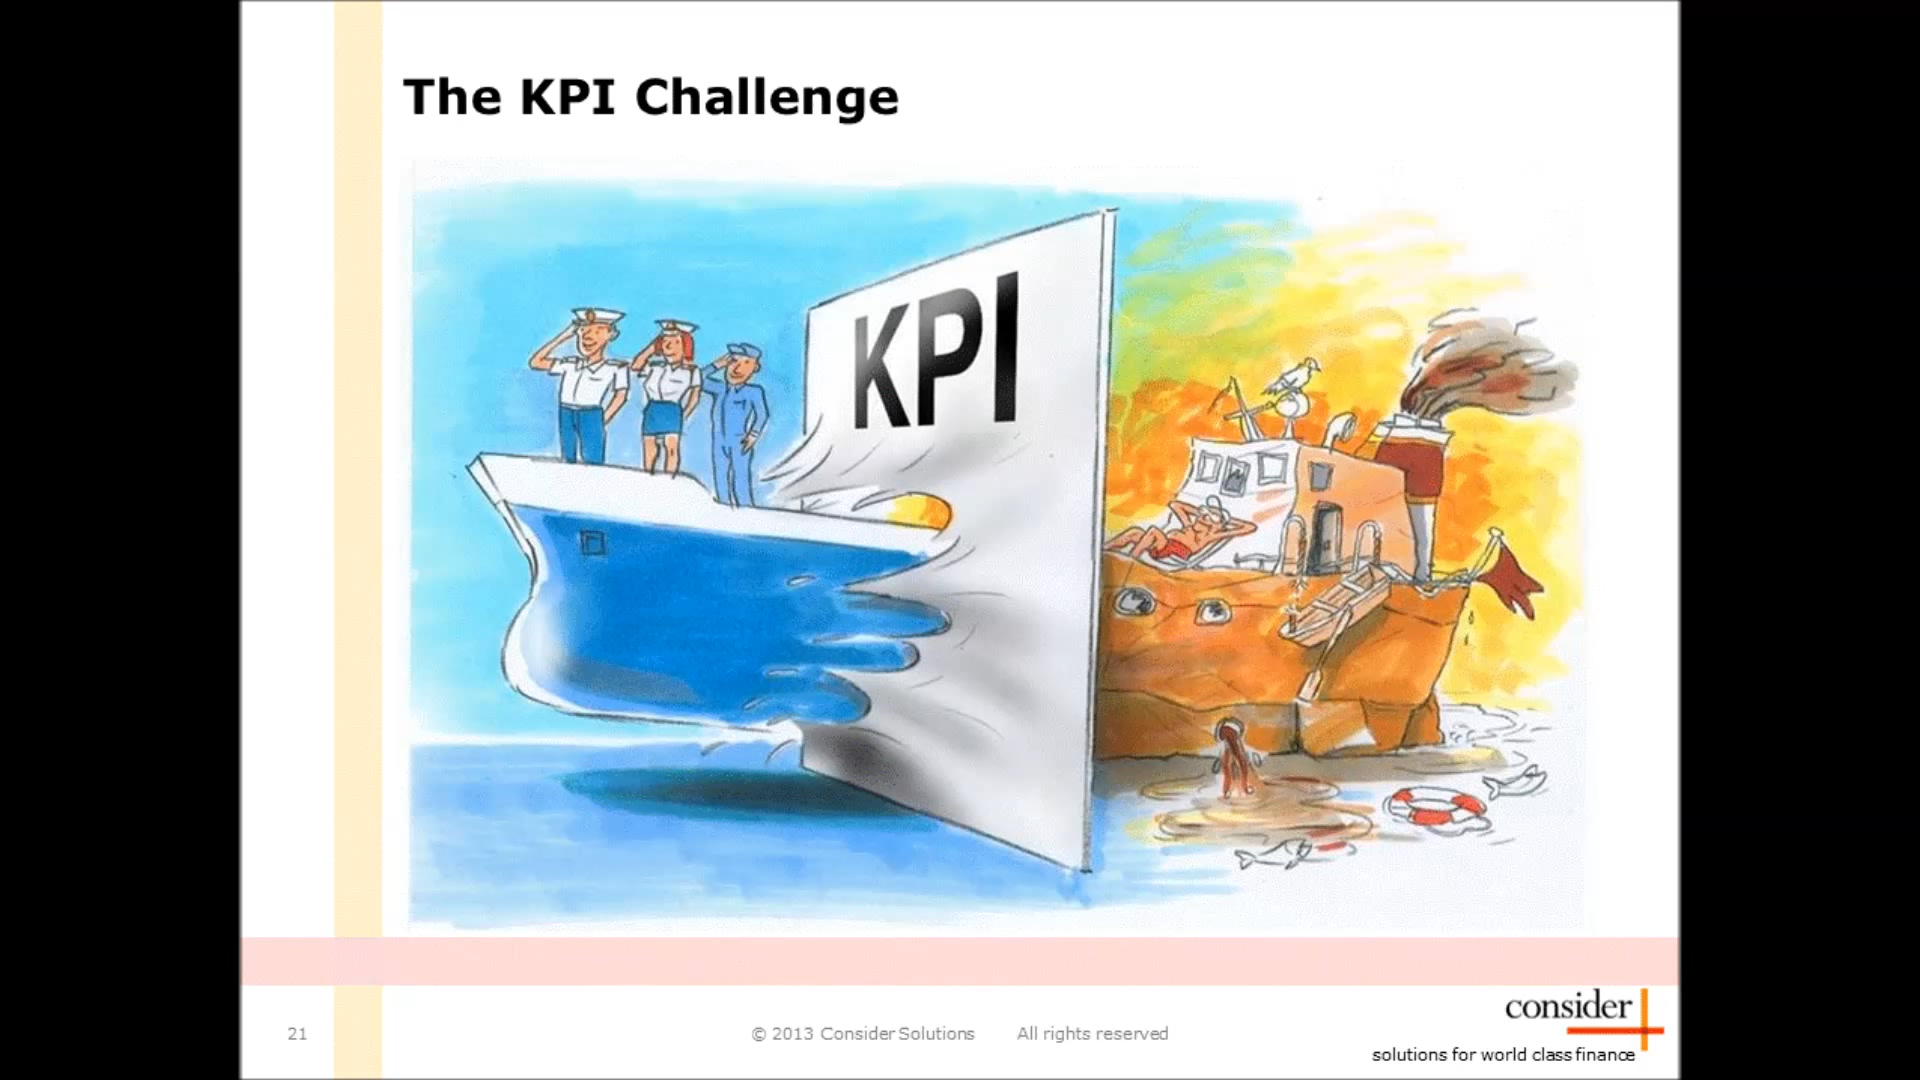 The KPI Challenge
KPI
21
© 2013 Consider Solutions All rights reserved
consider
solutions for world class finance